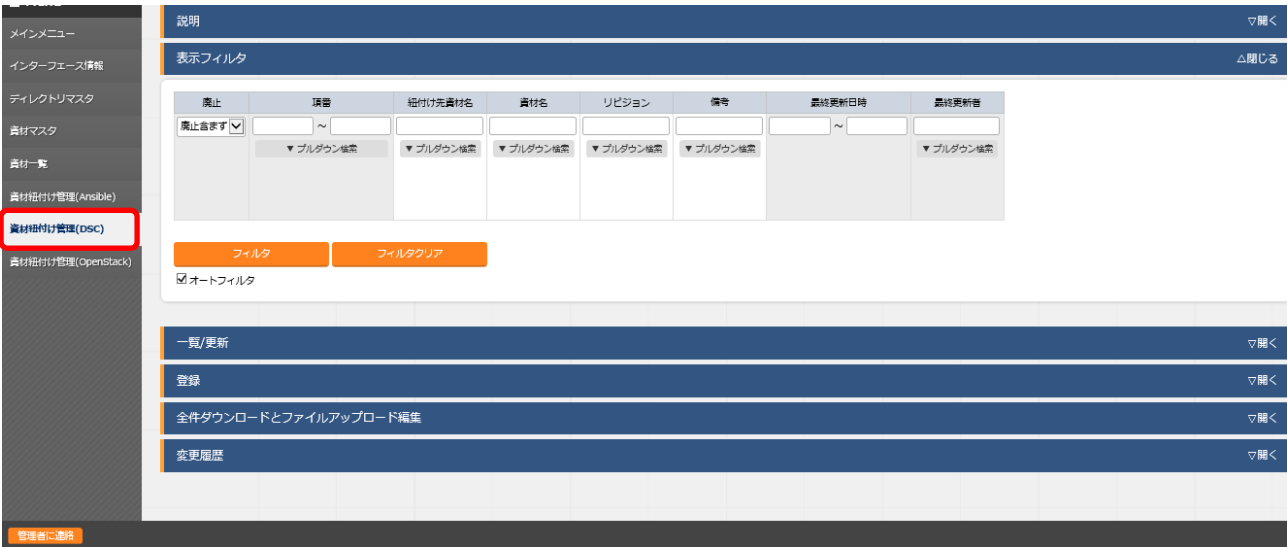 メインメニュー
インターフェース情報
ディレクトリマスタ
資材マスタ
資材一覧
資材紐付け管理(Ansible)
資材紐付け管理(DSC)
資材紐付け管理(OpenStack)
説明 ▽開く
表示フィルタ △閉じる
廃止 項番 紐付け先資材名 資材名 リビジョン 備考 最終更新日時 最終更新者
廃止含まず ～ ～
▼ プルダウン検索 ▼ プルダウン検索 ▼ プルダウン検索 ▼ プルダウン検索 ▼ プルダウン検索 ▼ プルダウン検索
フィルタ フィルタクリア
オートフィルタ
一覧/更新 ▽開く
登録 ▽開く
全件ダウンロードとファイルアップロード編集 ▽開く
変更履歴 ▽開く
管理者に連絡